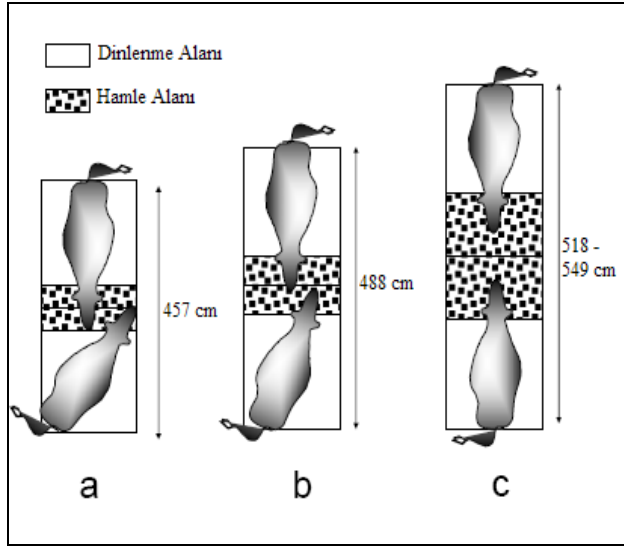 Dinlenme Alanı
Hamle Alanı
457 cm
488 cm
518 -
549 cm
a
b
c